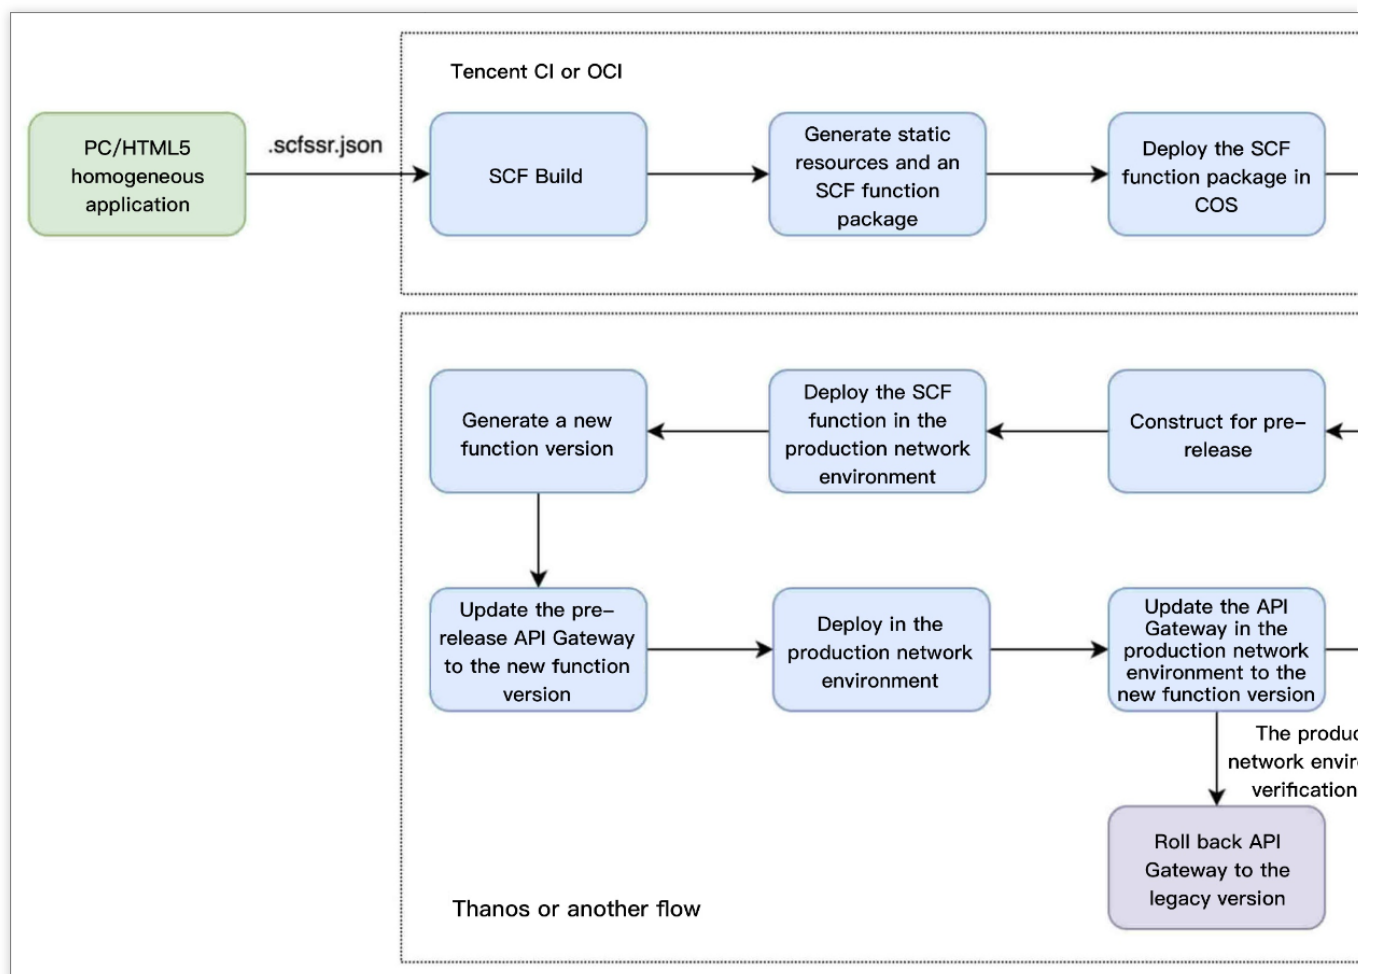 Tencent CI or OCI
PC/HTML5
homogeneous
application
.scfssr.json
SCF Build
Generate static
resources and an
SCF function
package
Deploy the SCF
function package in
COS
Generate a new
function version
Deploy the SCF
function in the
production network
environment
Construct for pre-
release
Update the pre-
release API Gateway
to the new function
version
Deploy in the
production network
environment
Update the API
Gateway in the
production network
environment to the
new function version
The
network
verification
Roll back API
Gateway to the
legacy version
Thanos or another flow